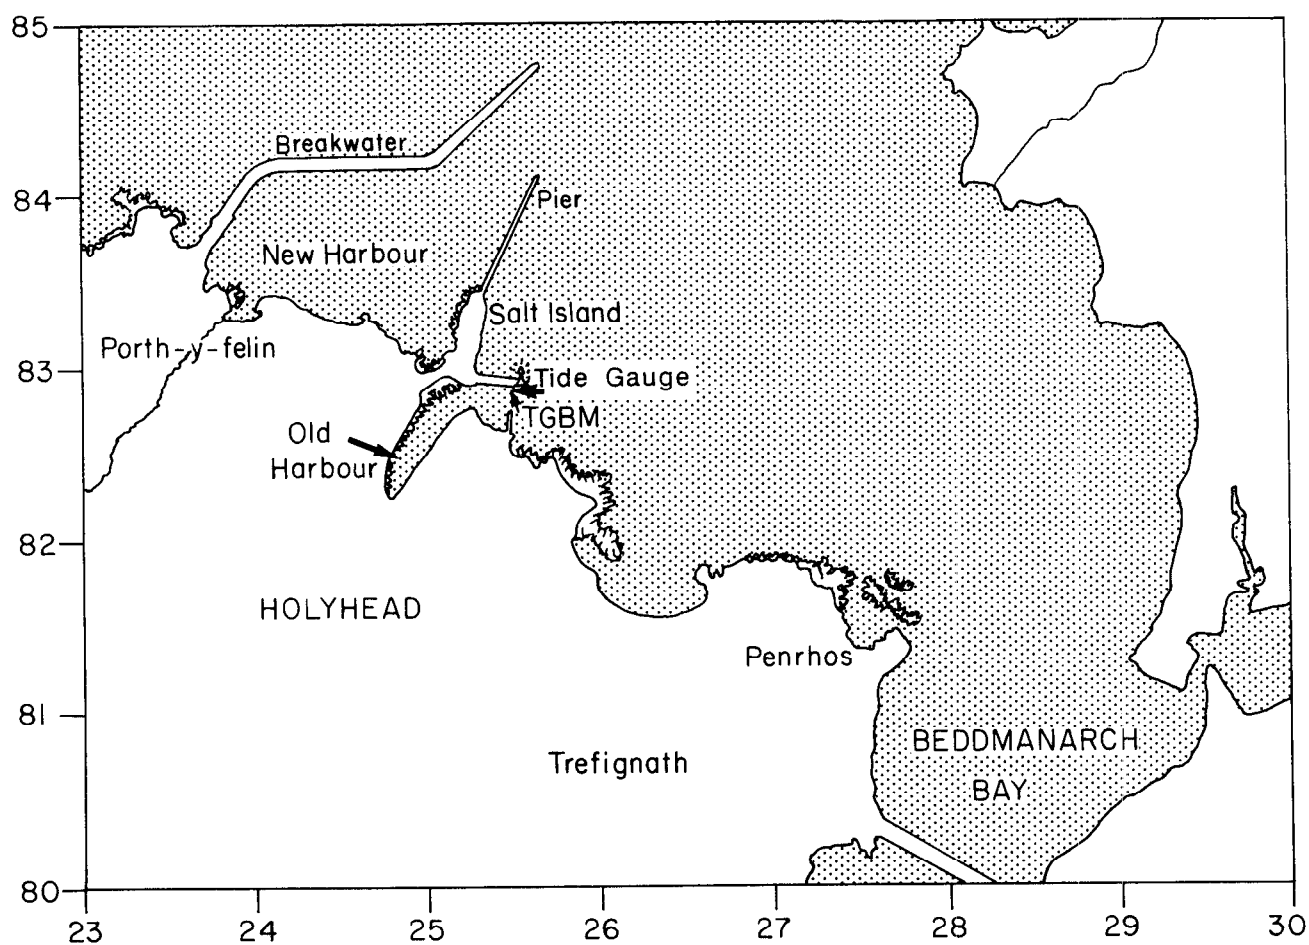 85
Breakwater
84
Pier
New Harbour
Salt Island
Porth-y-felin
83
Tide Gauge
TGBM
Old
Harbour
82
HOLYHEAD
Penrhos
81
BEDDMANARCH
BAY
Trefignath
80
23 24 25 26 27 28 29 30